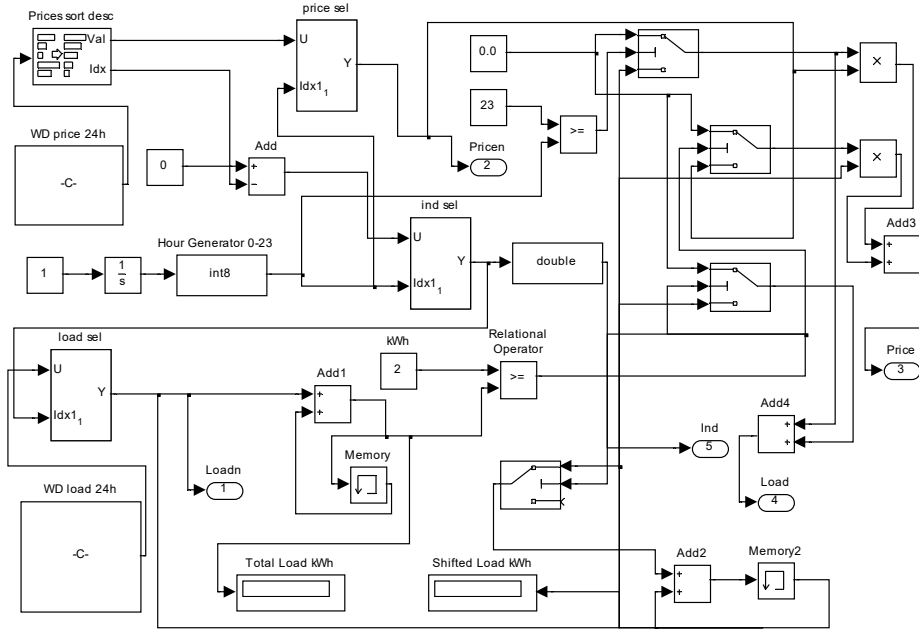 Prices sort desc
Val
Idx
price sel
U
Y
Idx1 1
0.0
23
>=
×
WD price 24h
-C-
0
Add
+
−
Pricen
2
×
ind sel
U
Y
Idx1 1
Add3
+
+
Hour Generator 0-23
1
1
s
int8
double
load sel
U
Y
Idx1 1
Add1
+
+
kWh
2
Relational
Operator
>=
Price
3
Add4
+
+
Ind
5
Memory
Loadn
1
Load
4
WD load 24h
-C-
Total Load kWh
Shifted Load kWh
Add2
+
+
Memory2